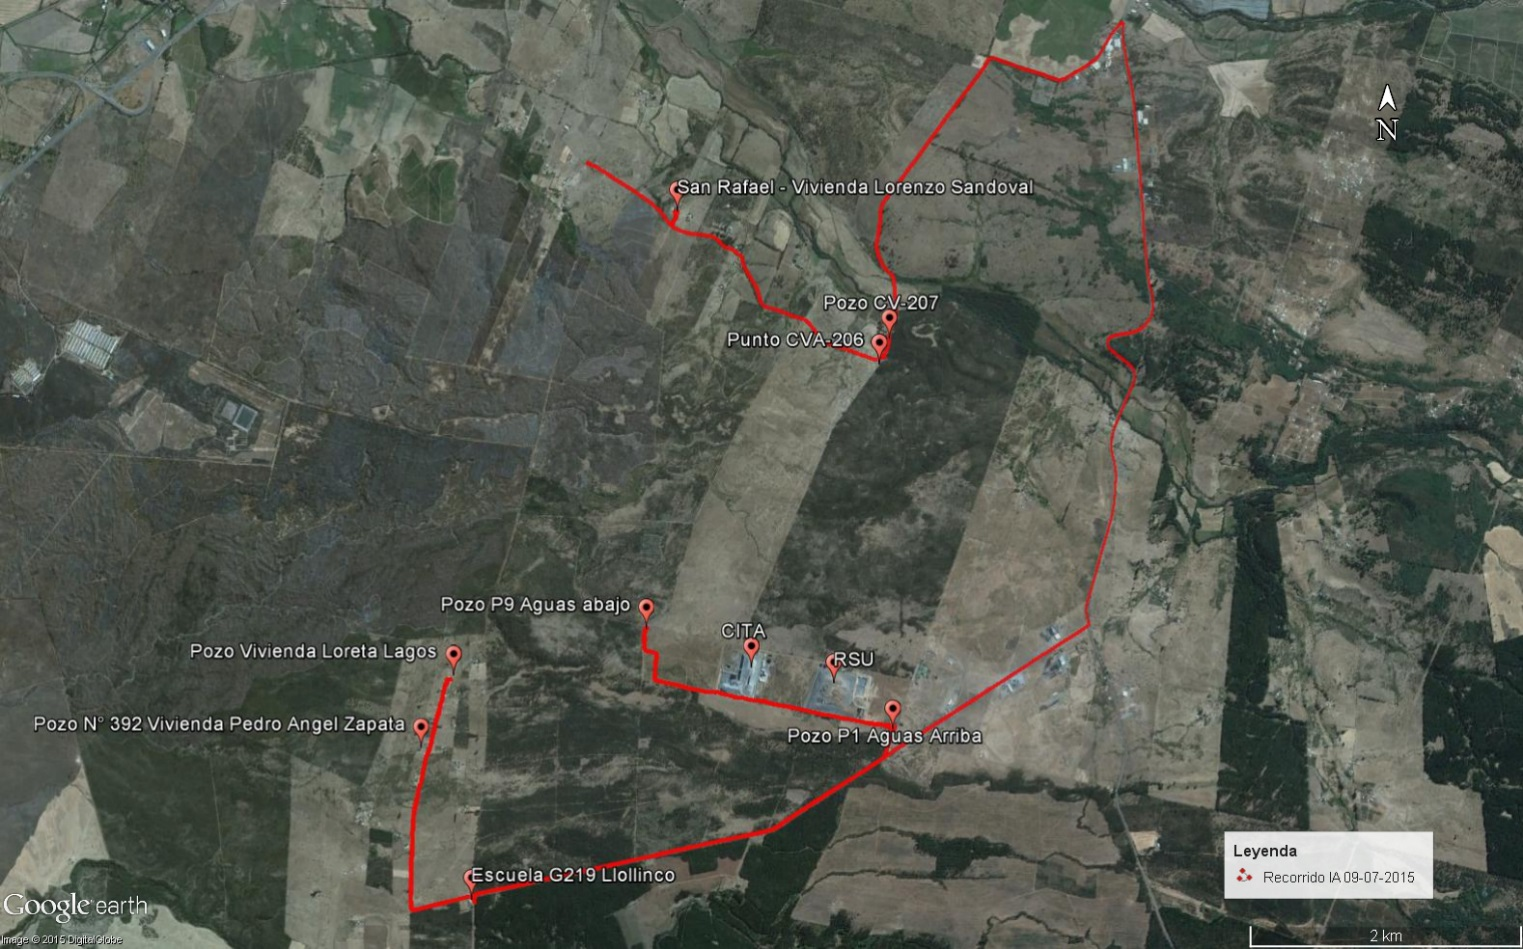 N
San Rafael - Vivienda Lorenzo Sandoval
Pozo CV-207
Punto CVA-206
Pozo P9 Aguas abajo
CITA
Pozo Vivienda Loreta Lagos
RSU
Pozo N° 392 Vivienda Pedro Angel Zapata
Pozo P1 Aguas Arriba
Escuela G219 Llollinco
Leyenda
Recorrido IA 09-07-2015
Google earth
Image © 2015 DigitalGlobe
2 km